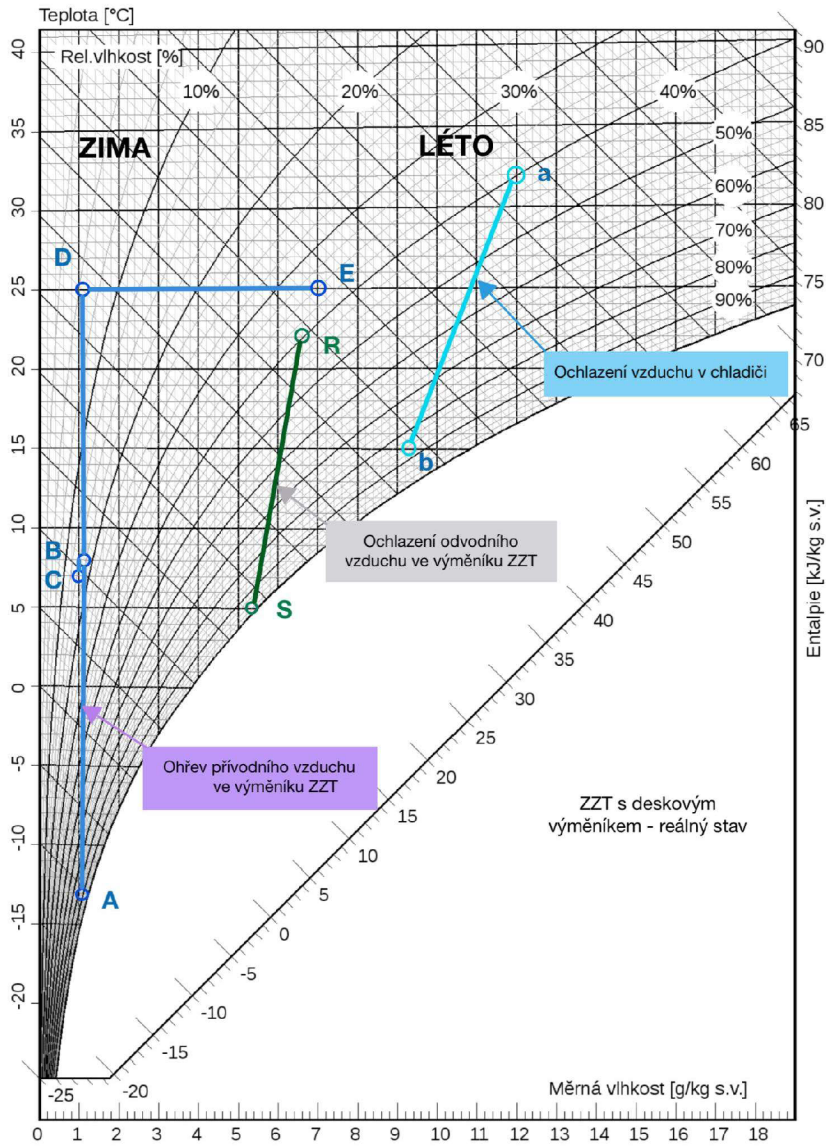 Teplota [°C]
Rel.vlhkost [%]
10%
20%
30%
40%
50%
60%
70%
80%
90%
ZIMA
LÉTO
40
35
30
25
20
15
10
5
0
-5
-10
-15
-20
90
85
80
75
70
65
60
55
50
45
40
35
30
25
20
15
10
5
0
-5
-10
-15
-20
-25
a
b
D
E
R
B
C
S
A
Ochlazení vzduchu v chladiči
Ochlazení odvodního
vzduchu ve výměníku ZZT
Ohřev přívodního vzduchu
ve výměníku ZZT
ZZT s deskovým
výměníkem - reálný stav
Entalpie [kJ/kg s.v.]
Měrná vlhkost [g/kg s.v.]
0 1 2 3 4 5 6 7 8 9 10 11 12 13 14 15 16 17 18